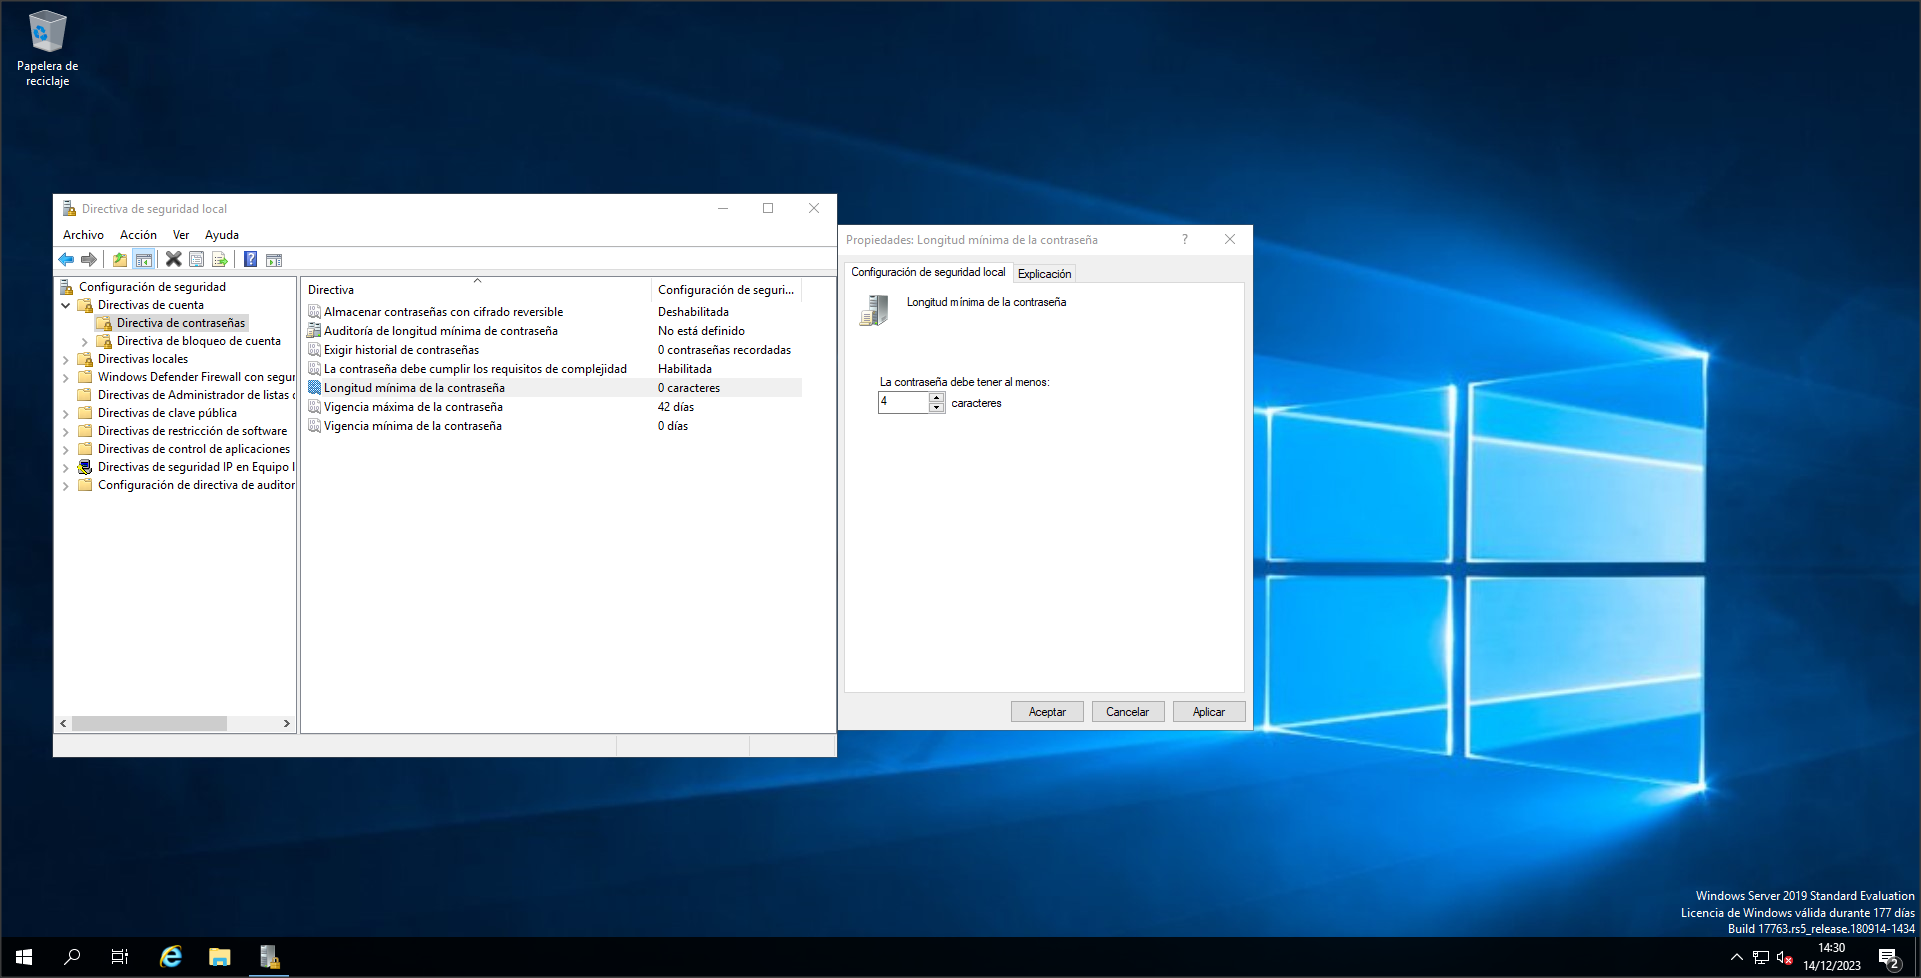 Papelera de
reciclaje
Directiva de seguridad local
Archivo Acción Ver Ayuda
Configuración de seguridad
Directivas de cuenta
Directiva de contraseñas
Directiva de bloqueo de cuenta
Directivas locales
Windows Defender Firewall con segur
Directivas de Administrador de listas
Directivas de clave pública
Directivas de restricción de software
Directivas de control de aplicaciones
Directivas de seguridad IP en Equipo l
Configuración de directiva de auditor
Directiva Configuración de seguri...
Almacenar contraseñas con cifrado reversible Deshabilitada
Auditoría de longitud mínima de contraseña No está definido
Exigir historial de contraseñas 0 contraseñas recordadas
La contraseña debe cumplir los requisitos de complejidad Habilitada
Longitud mínima de la contraseña 0 caracteres
Vigencia máxima de la contraseña 42 días
Vigencia mínima de la contraseña 0 días
Propiedades: Longitud mínima de la contraseña ?
Configuración de seguridad local Explicación
Longitud mínima de la contraseña
La contraseña debe tener al menos:
4 caracteres
Aceptar Cancelar Aplicar
Windows Server 2019 Standard Evaluation
Licencia de Windows válida durante 177 días
Build 17763.rs5_release.180914-1434
14:30
14/12/2023
2